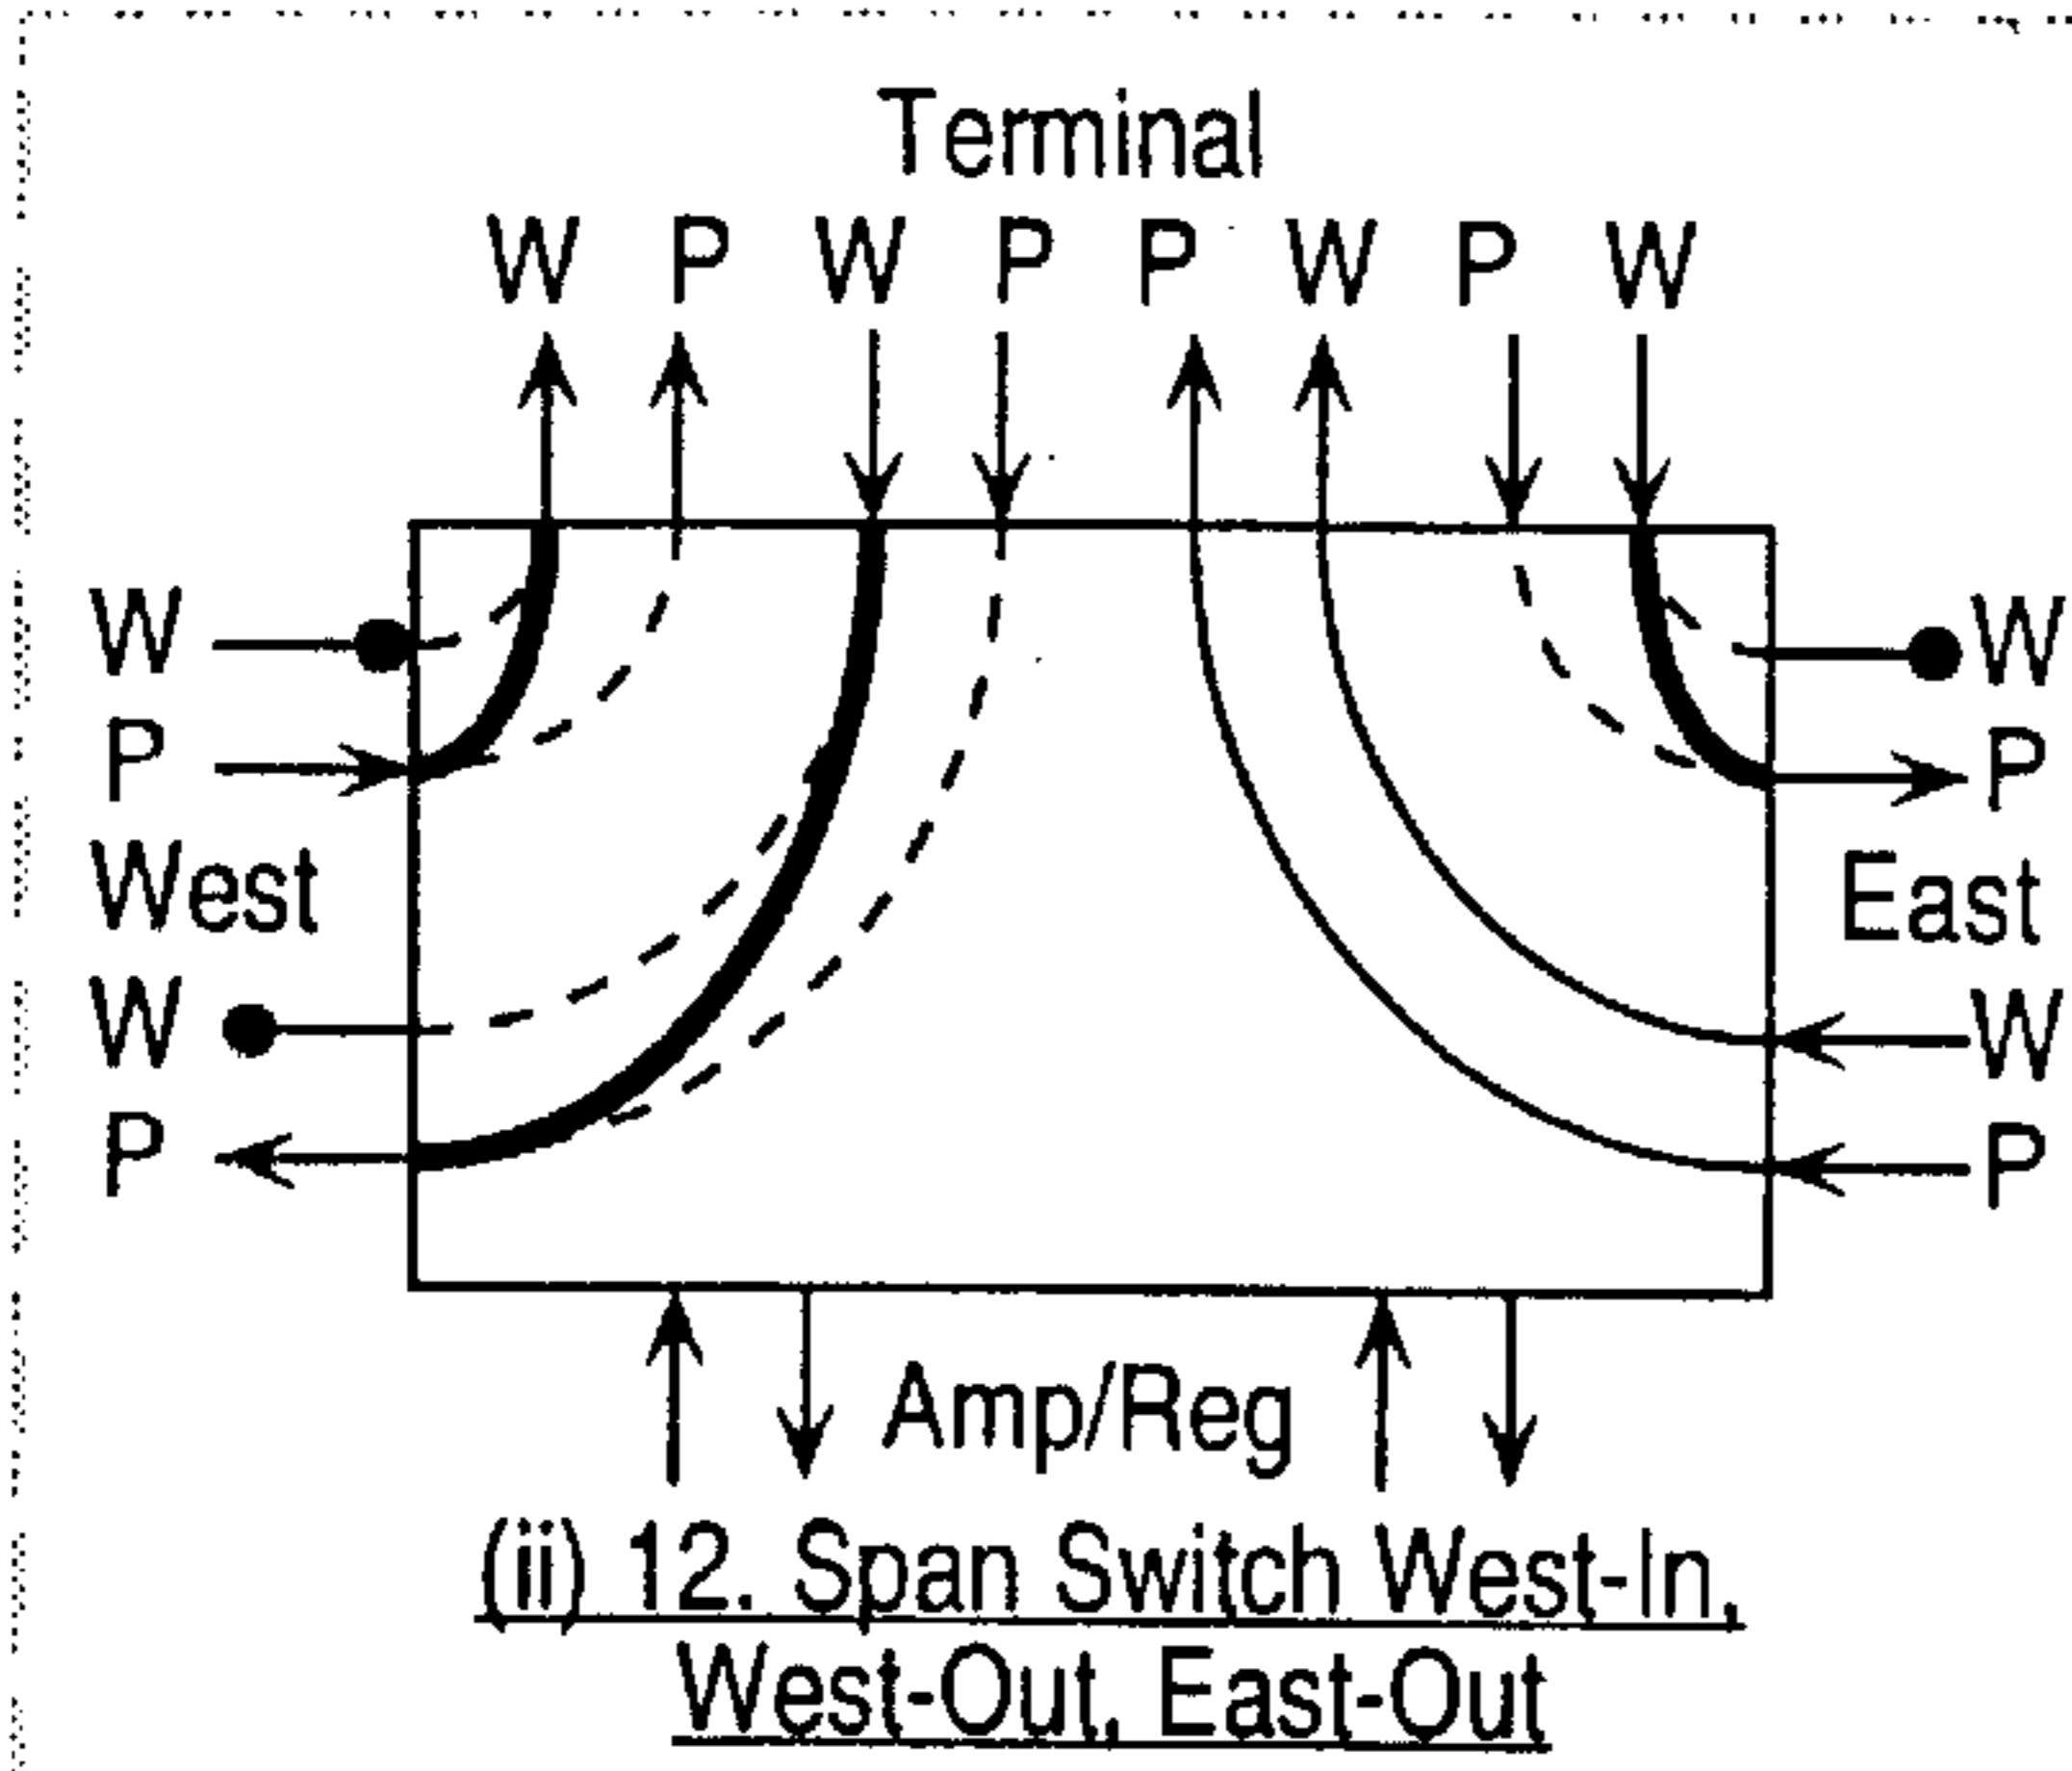 Terminal
W P W P P W P W
W W
P P
West East
W W
P P
Amp/Reg
(ii) 12. Span Switch West-In,
West-Out, East-Out